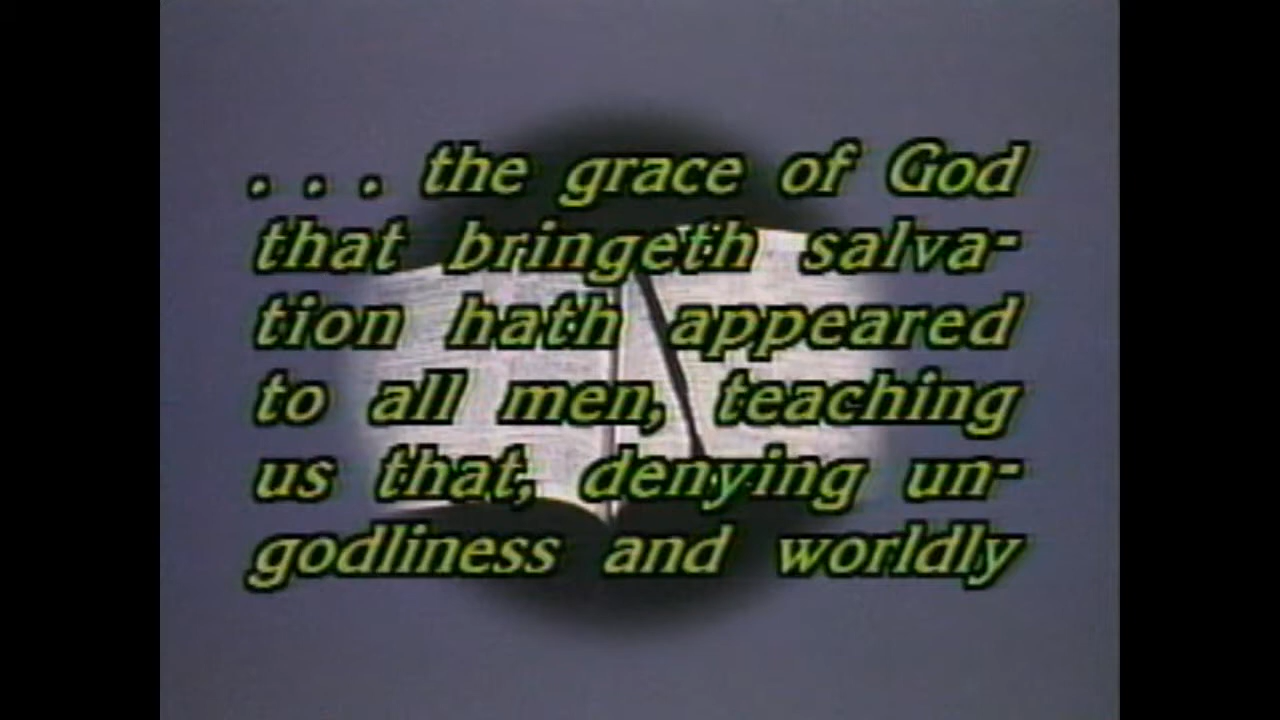 . . . the grace of God
that bringeth salva-
tion hath appeared
to all men, teaching
us that, denying un-
godliness and worldly